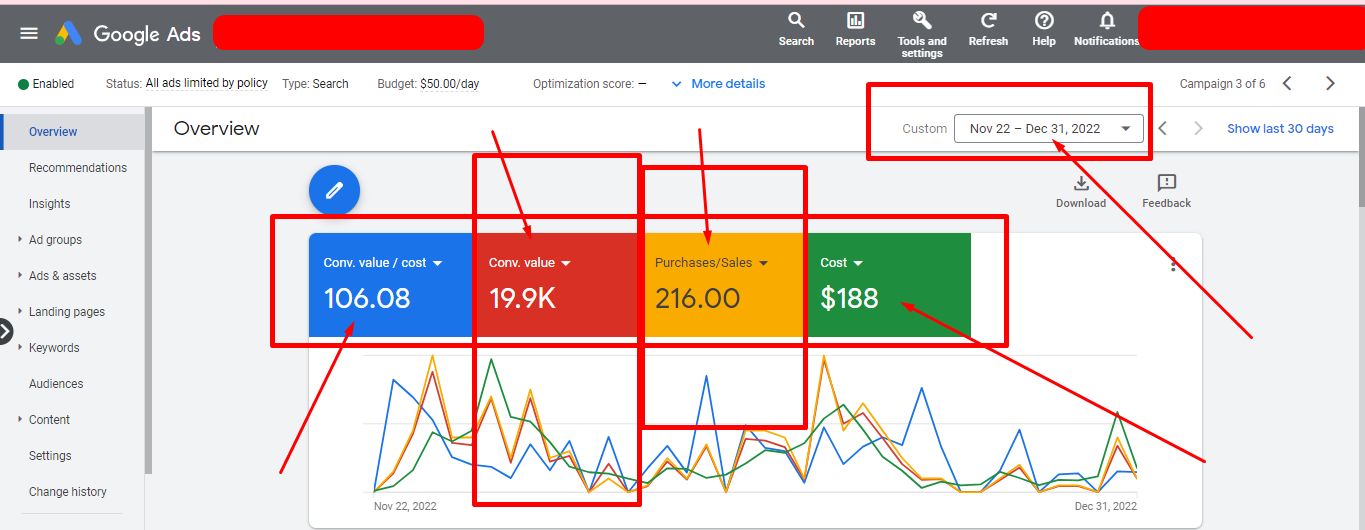 Google Ads
Search
Reports
Tools and settings
Refresh
Help
Notifications
Enabled
Status: All ads limited by policy Type: Search Budget: $50.00/day Optimization score: — More details
Campaign 3 of 6
Overview
Recommendations
Insights
Ad groups
Ads & assets
Landing pages
Keywords
Audiences
Content
Settings
Change history
Overview
Custom Nov 22 – Dec 31, 2022 Show last 30 days
Download
Feedback
Conv. value / cost
106.08
Conv. value
19.9K
Purchases/Sales
216.00
Cost
$188
Nov 22, 2022
Dec 31, 2022